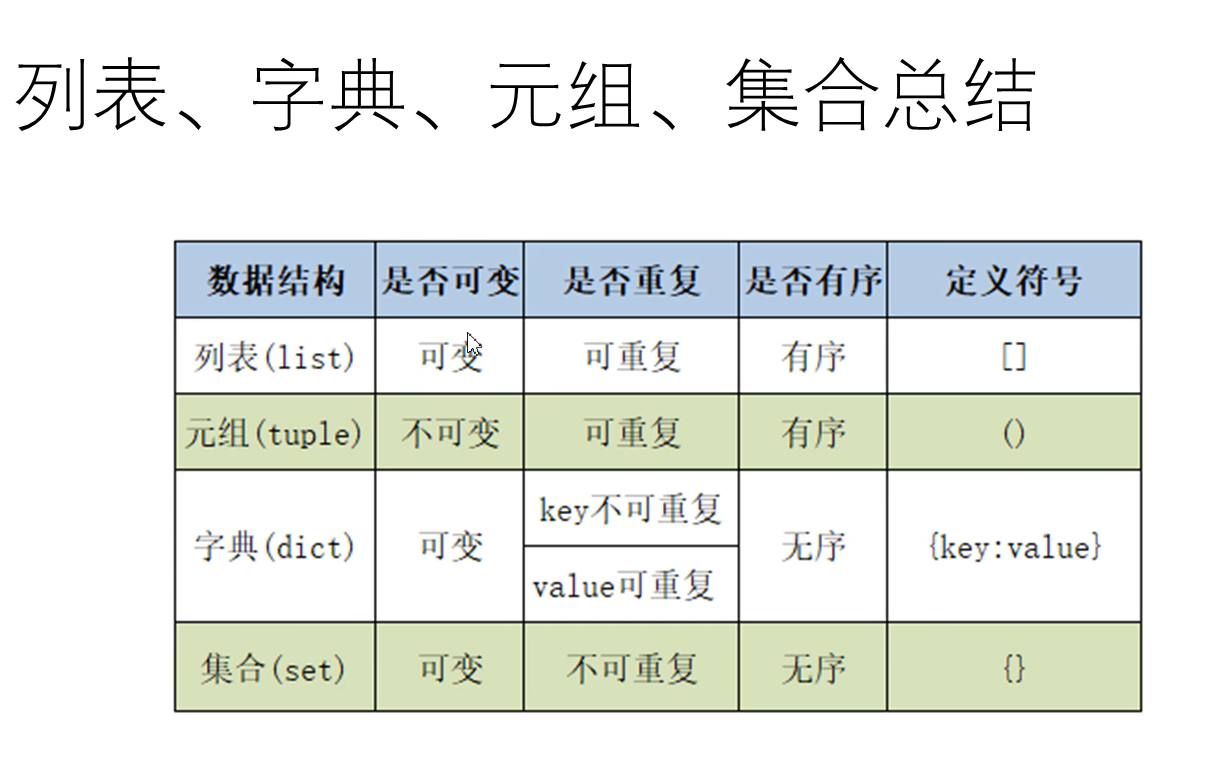 列表、字典、元组、集合总结
数据结构 是否可变 是否重复 是否有序 定义符号
列表(list) 可变 可重复 有序 []
元组(tuple) 不可变 可重复 有序 ()
字典(dict) 可变 key不可重复 无序 {key:value}
value可重复
集合(set) 可变 不可重复 无序 {}